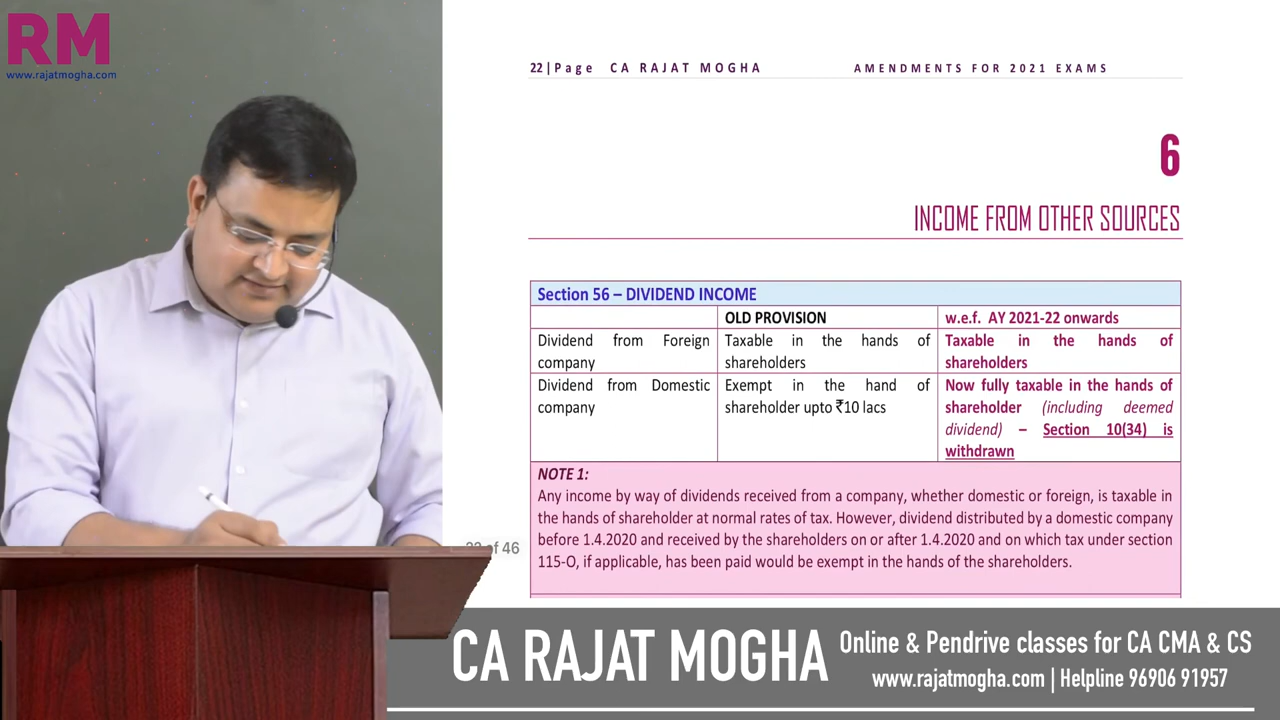 RM
www.rajatmogha.com
22|Page CA RAJAT MOGHA AMENDMENTS FOR 2021 EXAMS
6
INCOME FROM OTHER SOURCES
Section 56 – DIVIDEND INCOME
OLD PROVISION
w.e.f. AY 2021-22 onwards
Dividend from Foreign
company
Taxable in the hands of
shareholders
Taxable in the hands of
shareholders
Dividend from Domestic
company
Exempt in the hand of
shareholder upto ₹10 lacs
Now fully taxable in the hands of
shareholder (including deemed
dividend) – Section 10(34) is
withdrawn
NOTE 1:
Any income by way of dividends received from a company, whether domestic or foreign, is taxable in
the hands of shareholder at normal rates of tax. However, dividend distributed by a domestic company
before 1.4.2020 and received by the shareholders on or after 1.4.2020 and on which tax under section
115-O, if applicable, has been paid would be exempt in the hands of the shareholders.
of 46
CA RAJAT MOGHA
Online & Pendrive classes for CA CMA & CS
www.rajatmogha.com | Helpline 96906 91957